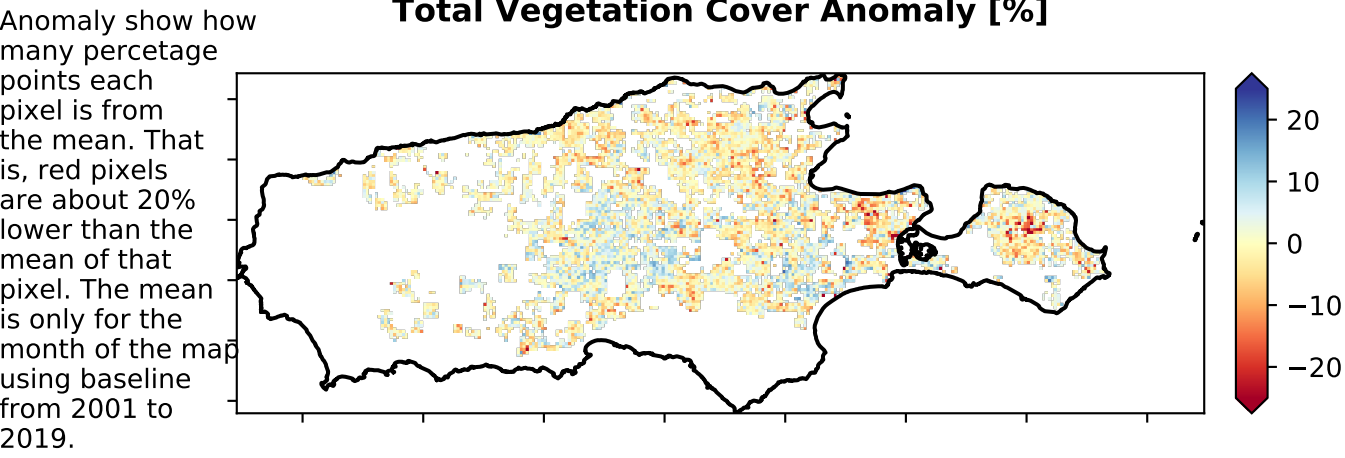 Total Vegetation Cover Anomaly [%]
Anomaly show how
many percetage
points each
pixel is from
the mean. That
is, red pixels
are about 20%
lower than the
mean of that
pixel. The mean
is only for the
month of the map
using baseline
from 2001 to
2019.
20
10
0
−10
−20